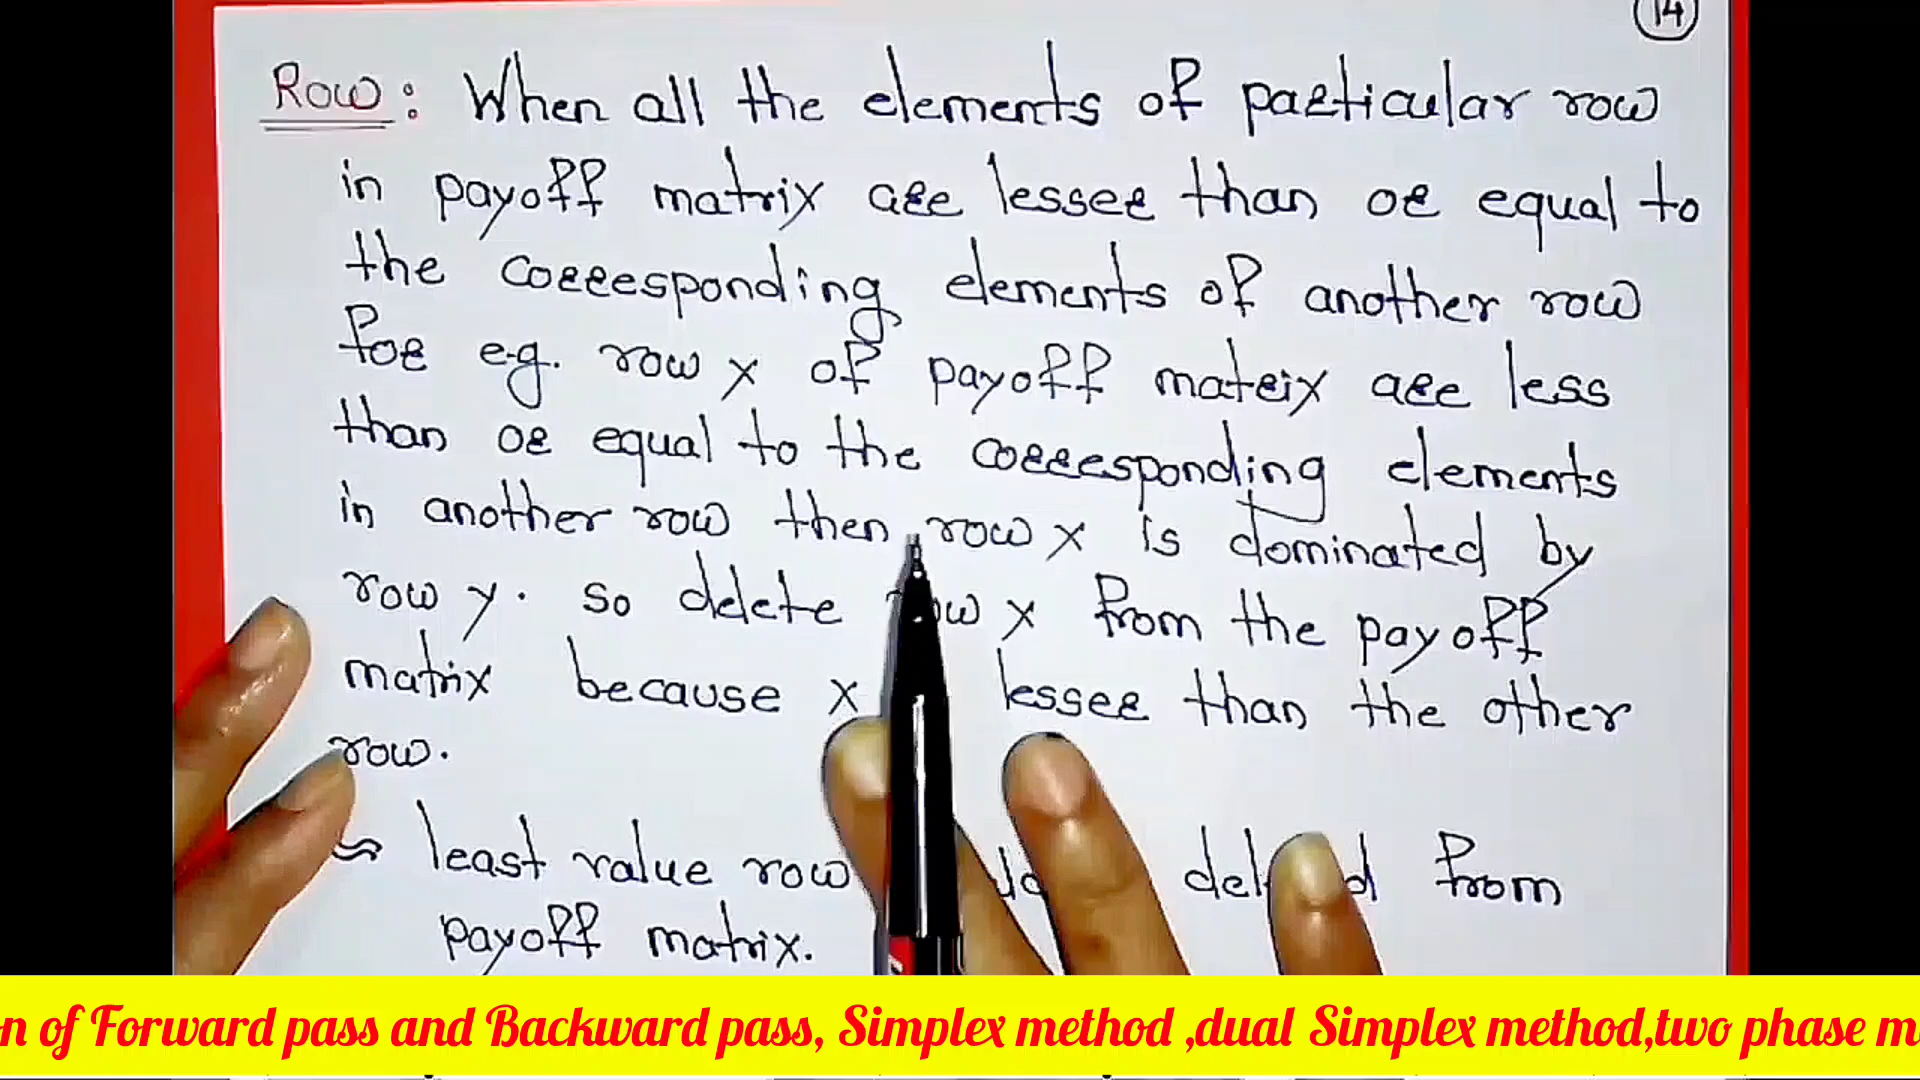 14
Row: When all the elements of particular row
in payoff matrix are lesser than or equal to
the corresponding elements of another row
for e.g. row x of payoff matrix are less
than or equal to the corresponding elements
in another row then row x is dominated by
row y. so delete row x from the payoff
matrix because x lesser than the other
row.
least value row from
payoff matrix.
n of Forward pass and Backward pass, Simplex method ,dual Simplex method,two phase m